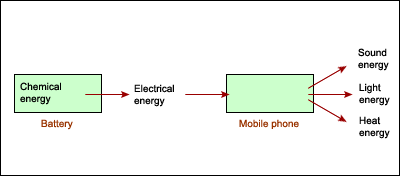 Chemical
energy
Battery
Electrical
energy
Mobile phone
Sound
energy
Light
energy
Heat
energy